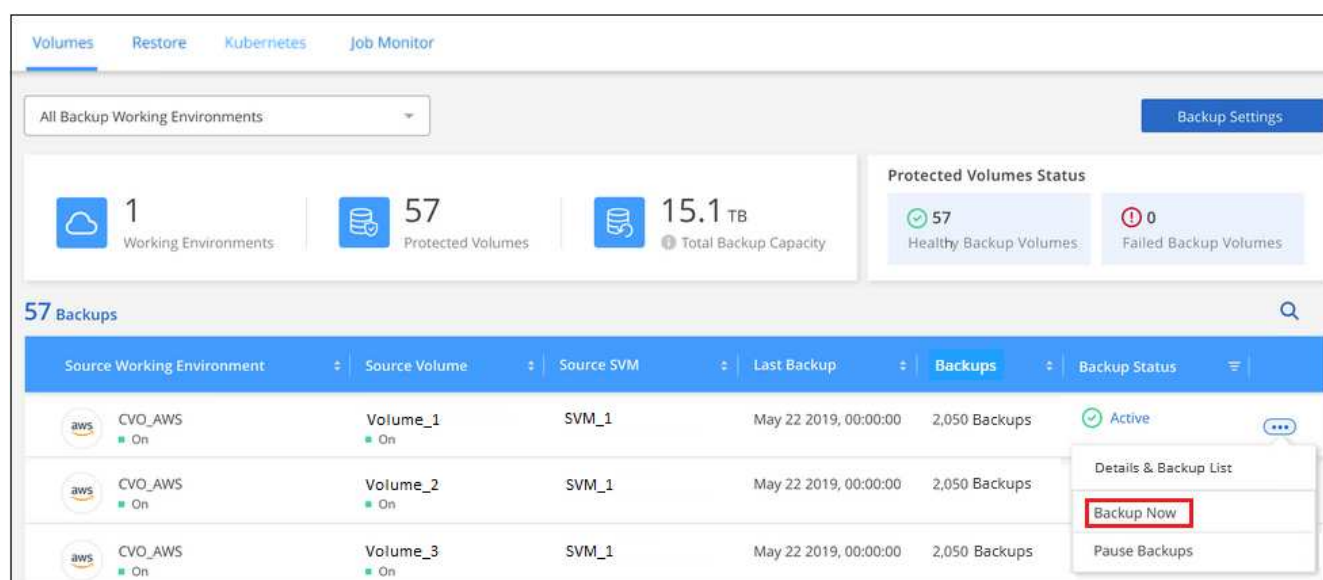 Volumes Restore Kubernetes Job Monitor
All Backup Working Environments
Backup Settings
1
Working Environments
57
Protected Volumes
15.1 TB
Total Backup Capacity
Protected Volumes Status
57
Healthy Backup Volumes
0
Failed Backup Volumes
57 Backups
Source Working Environment Source Volume Source SVM Last Backup Backups Backup Status
aws CVO_AWS Volume_1 SVM_1 May 22 2019, 00:00:00 2,050 Backups Active
On On
Details & Backup List
aws CVO_AWS Volume_2 SVM_1 May 22 2019, 00:00:00 2,050 Backups
On On
Backup Now
aws CVO_AWS Volume_3 SVM_1 May 22 2019, 00:00:00 2,050 Backups
On On
Pause Backups